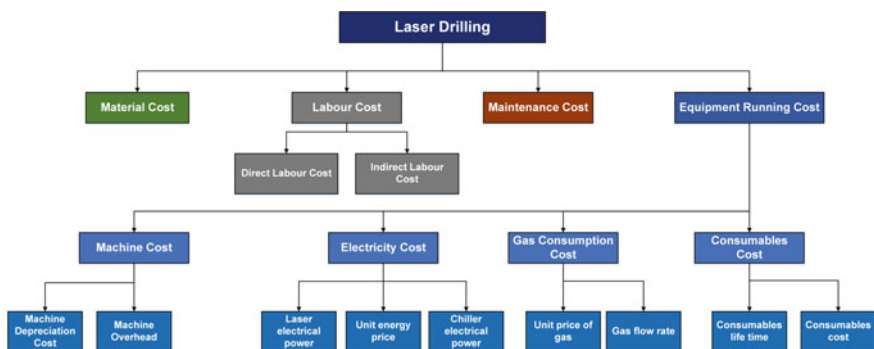 Laser Drilling
Material Cost
Labour Cost
Maintenance Cost
Equipment Running Cost
Direct Labour Cost
Indirect Labour
Cost
Machine Cost
Electricity Cost
Gas Consumption
Cost
Consumables
Cost
Machine
Depreciation Cost
Cost
Machine
Overhead
Laser
electrical
power
Unit energy
price
Chiller
electrical
power
Unit price of
gas
Gas flow rate
Consumables
life time
Consumables
cost